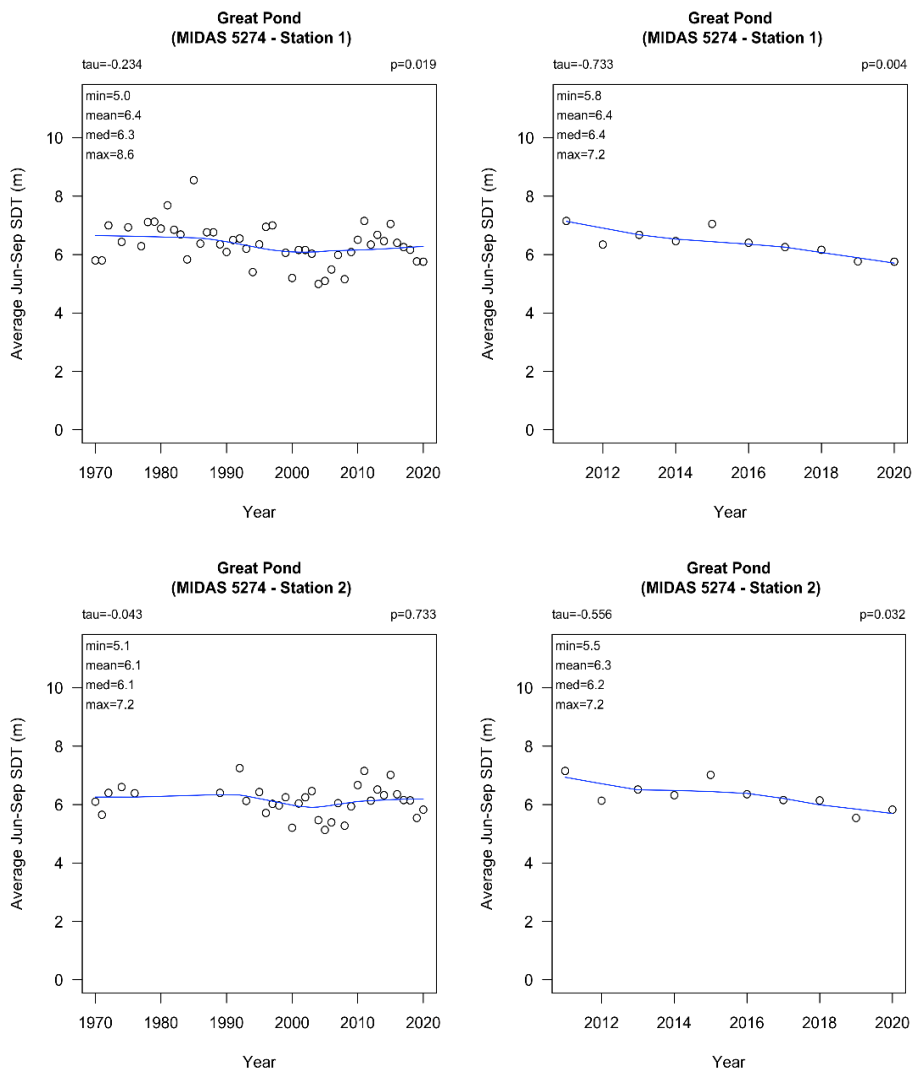 Great Pond
(MIDAS 5274 - Station 1)
tau=-0.234
p=0.019
min=5.0
mean=6.4
med=6.3
max=8.6
10
8
6
4
2
0
Average Jun-Sep SDT (m)
1970
1980
1990
2000
2010
2020
Year
Great Pond
(MIDAS 5274 - Station 1)
tau=-0.733
p=0.004
min=5.8
mean=6.4
med=6.4
max=7.2
10
8
6
4
2
0
Average Jun-Sep SDT (m)
2012
2014
2016
2018
2020
Year
Great Pond
(MIDAS 5274 - Station 2)
tau=-0.043
p=0.733
min=5.1
mean=6.1
med=6.1
max=7.2
10
8
6
4
2
0
Average Jun-Sep SDT (m)
1970
1980
1990
2000
2010
2020
Year
Great Pond
(MIDAS 5274 - Station 2)
tau=-0.556
p=0.032
min=5.5
mean=6.3
med=6.2
max=7.2
10
8
6
4
2
0
Average Jun-Sep SDT (m)
2012
2014
2016
2018
2020
Year